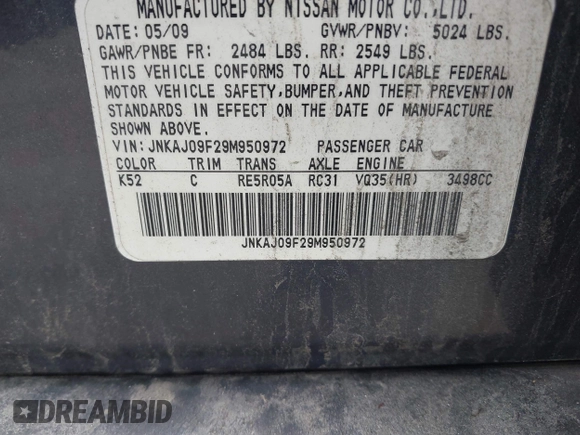 MANUFACTURED BY NISSAN MOTOR CO.,LTD.
DATE: 05/09 GVWR/PNBV: 5024 LBS.
GAWR/PNBE FR: 2484 LBS. RR: 2549 LBS.
THIS VEHICLE CONFORMS TO ALL APPLICABLE FEDERAL
MOTOR VEHICLE SAFETY,BUMPER,AND THEFT PREVENTION
STANDARDS IN EFFECT ON THE DATE OF MANUFACTURE
SHOWN ABOVE.
VIN: JNKAJ09F29M950972 PASSENGER CAR
COLOR TRIM TRANS AXLE ENGINE
K52 C RE5R05A RC31 VQ35(HR) 3498CC
JNKAJ09F29M950972
DREAMBID